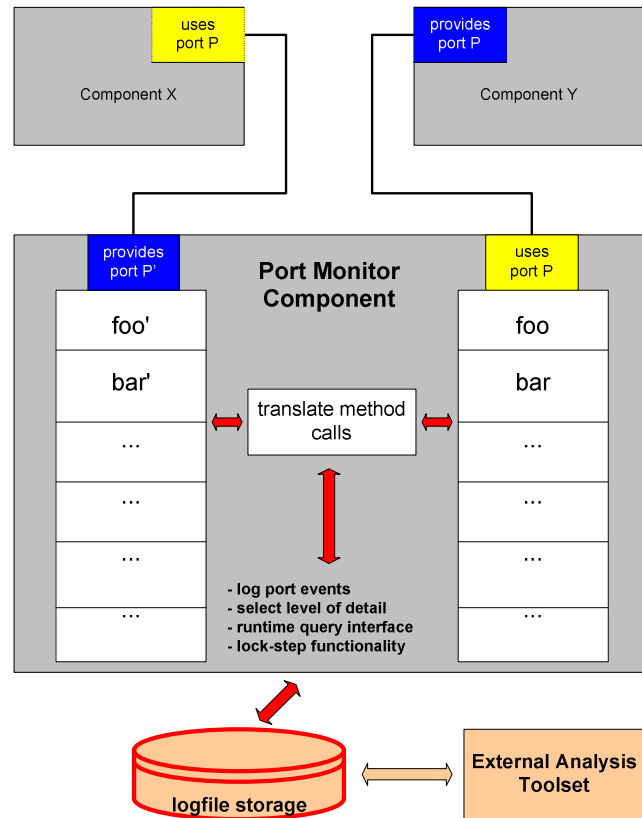 uses
port P
Component X
provides
port P
Component Y
provides
port P'
Port Monitor
Component
uses
port P
foo'
bar'
...
...
...
...
translate method
calls
foo
bar
...
...
...
...
- log port events
- select level of detail
- runtime query interface
- lock-step functionality
logfile storage
External Analysis
Toolset